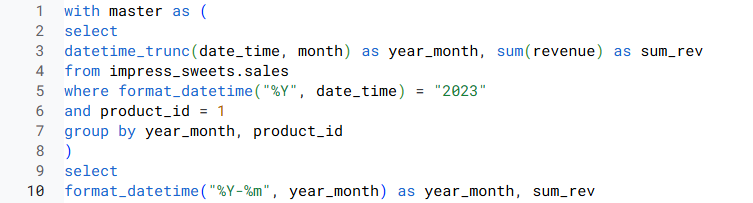 1 with master as (
2 select
3 datetime_trunc(date_time, month) as year_month, sum(revenue) as sum_rev
4 from impress_sweets.sales
5 where format_datetime("%Y", date_time) = "2023"
6 and product_id = 1
7 group by year_month, product_id
8 )
9 select
10 format_datetime("%Y-%m", year_month) as year_month, sum_rev